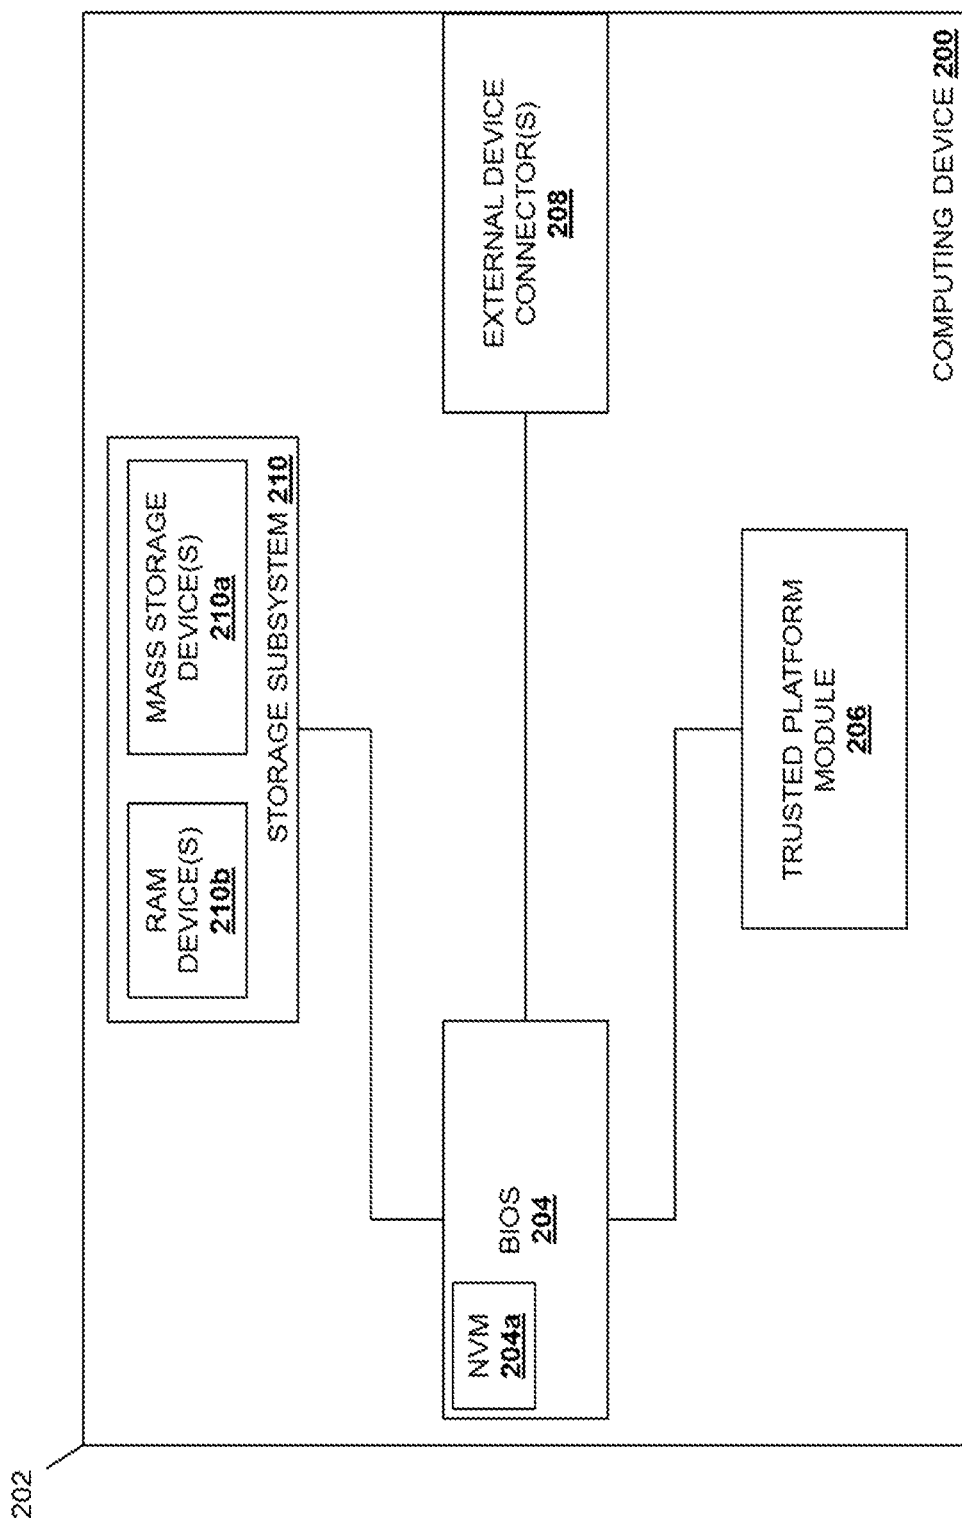 202
RAM
DEVICE(S)
210b
MASS STORAGE
DEVICE(S)
210a
STORAGE SUBSYSTEM 210
NVM
204a
BIOS
204
EXTERNAL DEVICE
CONNECTOR(S)
208
TRUSTED PLATFORM
MODULE
206
COMPUTING DEVICE 200